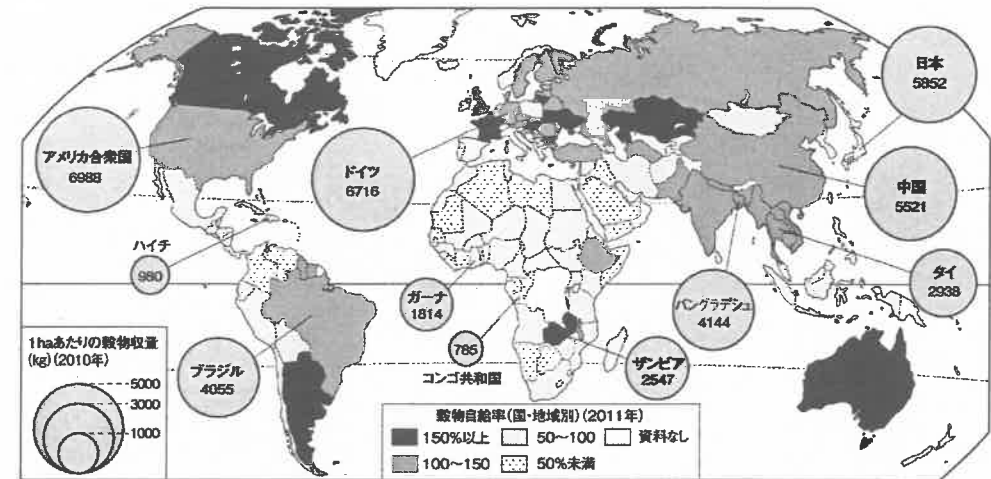 日本
5852
アメリカ合衆国
6988
ドイツ
6716
中国
5521
ハイチ
980
ガーナ
1814
バングラデシュ
4144
タイ
2938
ブラジル
4055
785
コンゴ共和国
ザンビア
2547
1haあたりの穀物収量
(kg)(2010年)
5000
3000
1000
穀物自給率(国・地域別)(2011年)
150%以上
50～100
資料なし
100～150
50%未満